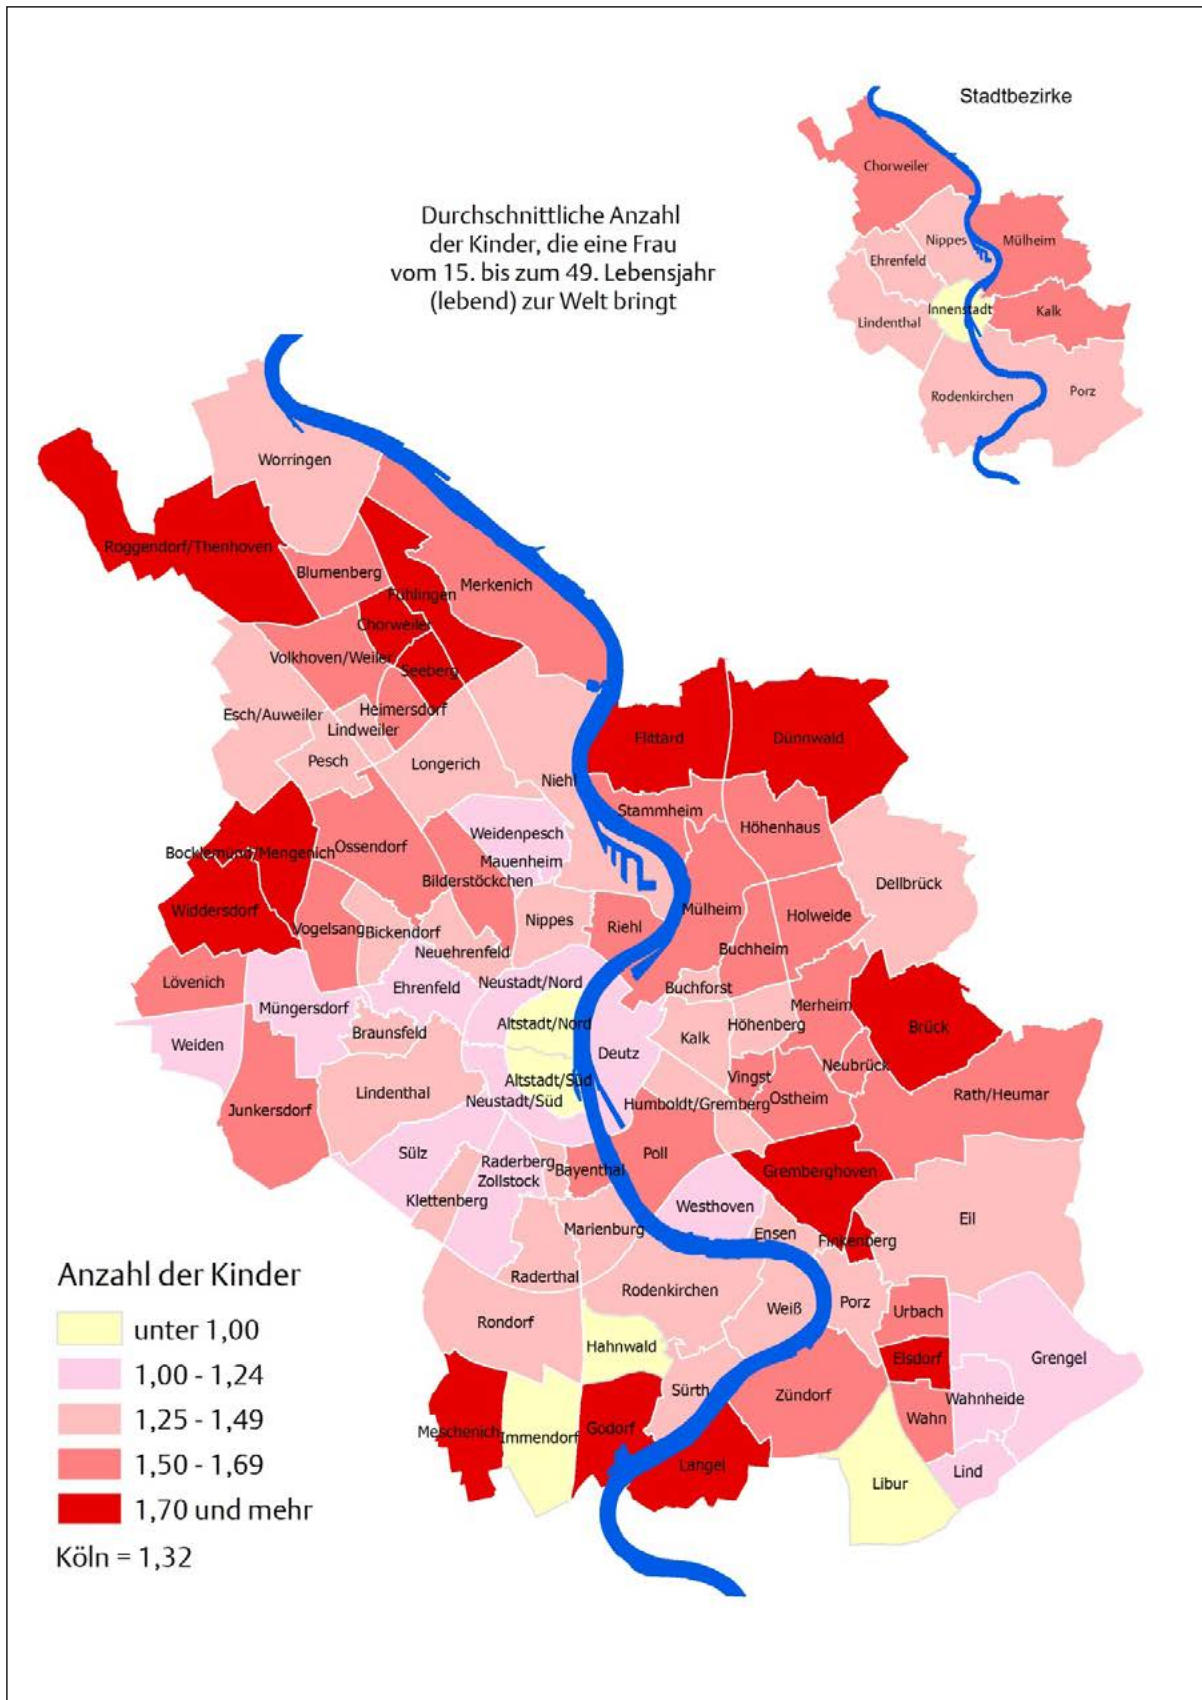 Stadtbezirke
Chorweiler
Nippes
Mülheim
Ehrenfeld
Innenstadt
Kalk
Lindenthal
Rodenkirchen
Porz
Durchschnittliche Anzahl
der Kinder, die eine Frau
vom 15. bis zum 49. Lebensjahr
(lebend) zur Welt bringt
Worringen
Roggendorf/Thenhoven
Blumenberg
Merkenich
Fühlingen
Chorweiler
Volkhoven/Weiler
Seeberg
Heimersdorf
Esch/Auweiler
Lindweiler
Pesch
Longerich
Niehl
Flittard
Dünnwald
Stammheim
Höhenhaus
Weidenpesch
Mauenheim
Ossendorf
Bocklemünd/Mengenich
Bilderstöckchen
Dellbrück
Widdersdorf
Vogelsang
Bickendorf
Nippes
Riehl
Mülheim
Holweide
Neuehrenfeld
Buchheim
Lövenich
Ehrenfeld
Neustadt/Nord
Buchforst
Müngersdorf
Merheim
Altstadt/Nord
Höhenberg
Brück
Braunsfeld
Kalk
Weiden
Deutz
Neubrück
Vingst
Altstadt/Süd
Lindenthal
Neustadt/Süd
Humboldt/Gremberg
Ostheim
Rath/Heumar
Junkersdorf
Sülz
Raderberg
Zollstock
Bayenthal
Poll
Gremberghoven
Klettenberg
Westhoven
Marienburg
Ensen
Finkenberg
Eil
Raderthal
Rodenkirchen
Weiß
Porz
Urbach
Rondorf
Hahnwald
Elsdorf
Grengel
Sürth
Zündorf
Wahnheide
Wahn
Meschenich
Immendorf
Godorf
Langel
Libur
Lind
Anzahl der Kinder
unter 1,00
1,00 - 1,24
1,25 - 1,49
1,50 - 1,69
1,70 und mehr
Köln = 1,32